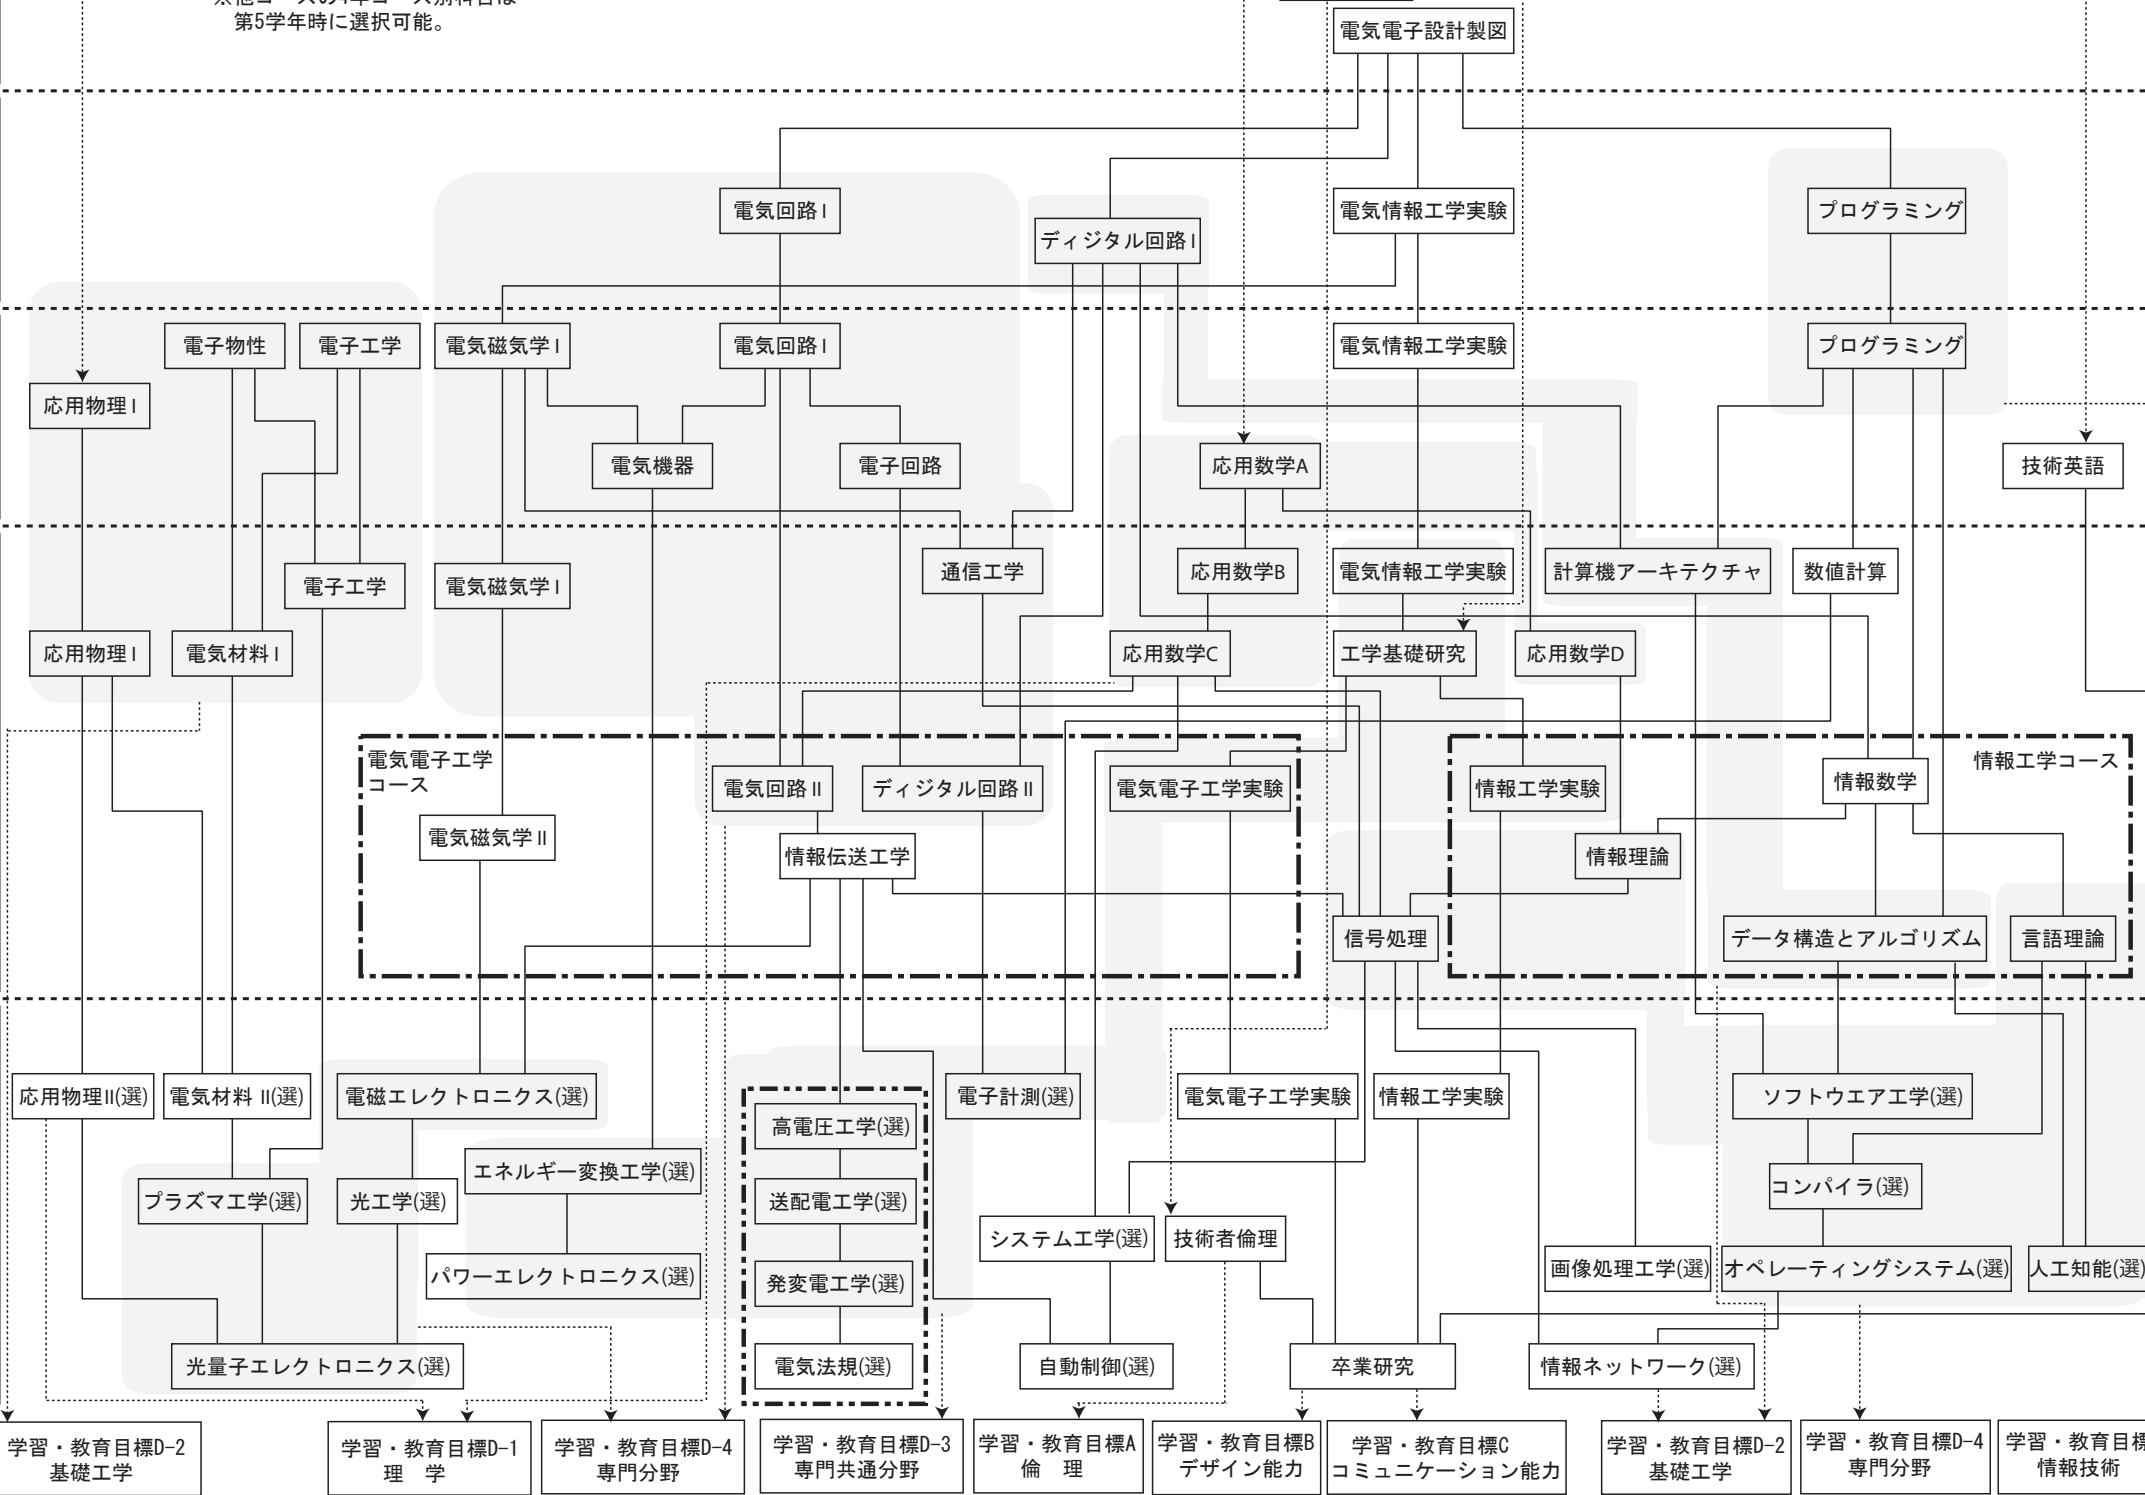 第5学年時に選択可能。
電気電子設計製図
電気回路Ⅰ
電気情報工学実験
プログラミング
ディジタル回路Ⅰ
電子物性
電子工学
電気磁気学Ⅰ
電気回路Ⅰ
電気情報工学実験
プログラミング
応用物理Ⅰ
電気機器
電子回路
応用数学A
技術英語
通信工学
応用数学B
電気情報工学実験
計算機アーキテクチャ
数値計算
電子工学
電気磁気学Ⅰ
応用物理Ⅰ
電気材料Ⅰ
応用数学C
工学基礎研究
応用数学D
電気電子工学
コース
情報工学コース
電気回路Ⅱ
ディジタル回路Ⅱ
電気電子工学実験
情報工学実験
情報数学
電気磁気学Ⅱ
情報伝送工学
情報理論
信号処理
データ構造とアルゴリズム
言語理論
応用物理Ⅱ(選)
電気材料 Ⅱ(選)
電磁エレクトロニクス(選)
電子計測(選)
電気電子工学実験
情報工学実験
ソフトウエア工学(選)
高電圧工学(選)
エネルギー変換工学(選)
プラズマ工学(選)
光工学(選)
送配電工学(選)
コンパイラ(選)
システム工学(選)
技術者倫理
パワーエレクトロニクス(選)
発変電工学(選)
画像処理工学(選)
オペレーティングシステム(選)
人工知能(選)
光量子エレクトロニクス(選)
電気法規(選)
自動制御(選)
卒業研究
情報ネットワーク(選)
学習・教育目標D-2
基礎工学
学習・教育目標D-1
理　学
学習・教育目標D-4
専門分野
学習・教育目標D-3
専門共通分野
学習・教育目標A
倫　理
学習・教育目標B
デザイン能力
学習・教育目標C
コミュニケーション能力
学習・教育目標D-2
基礎工学
学習・教育目標D-4
専門分野
学習・教育目標
情報技術